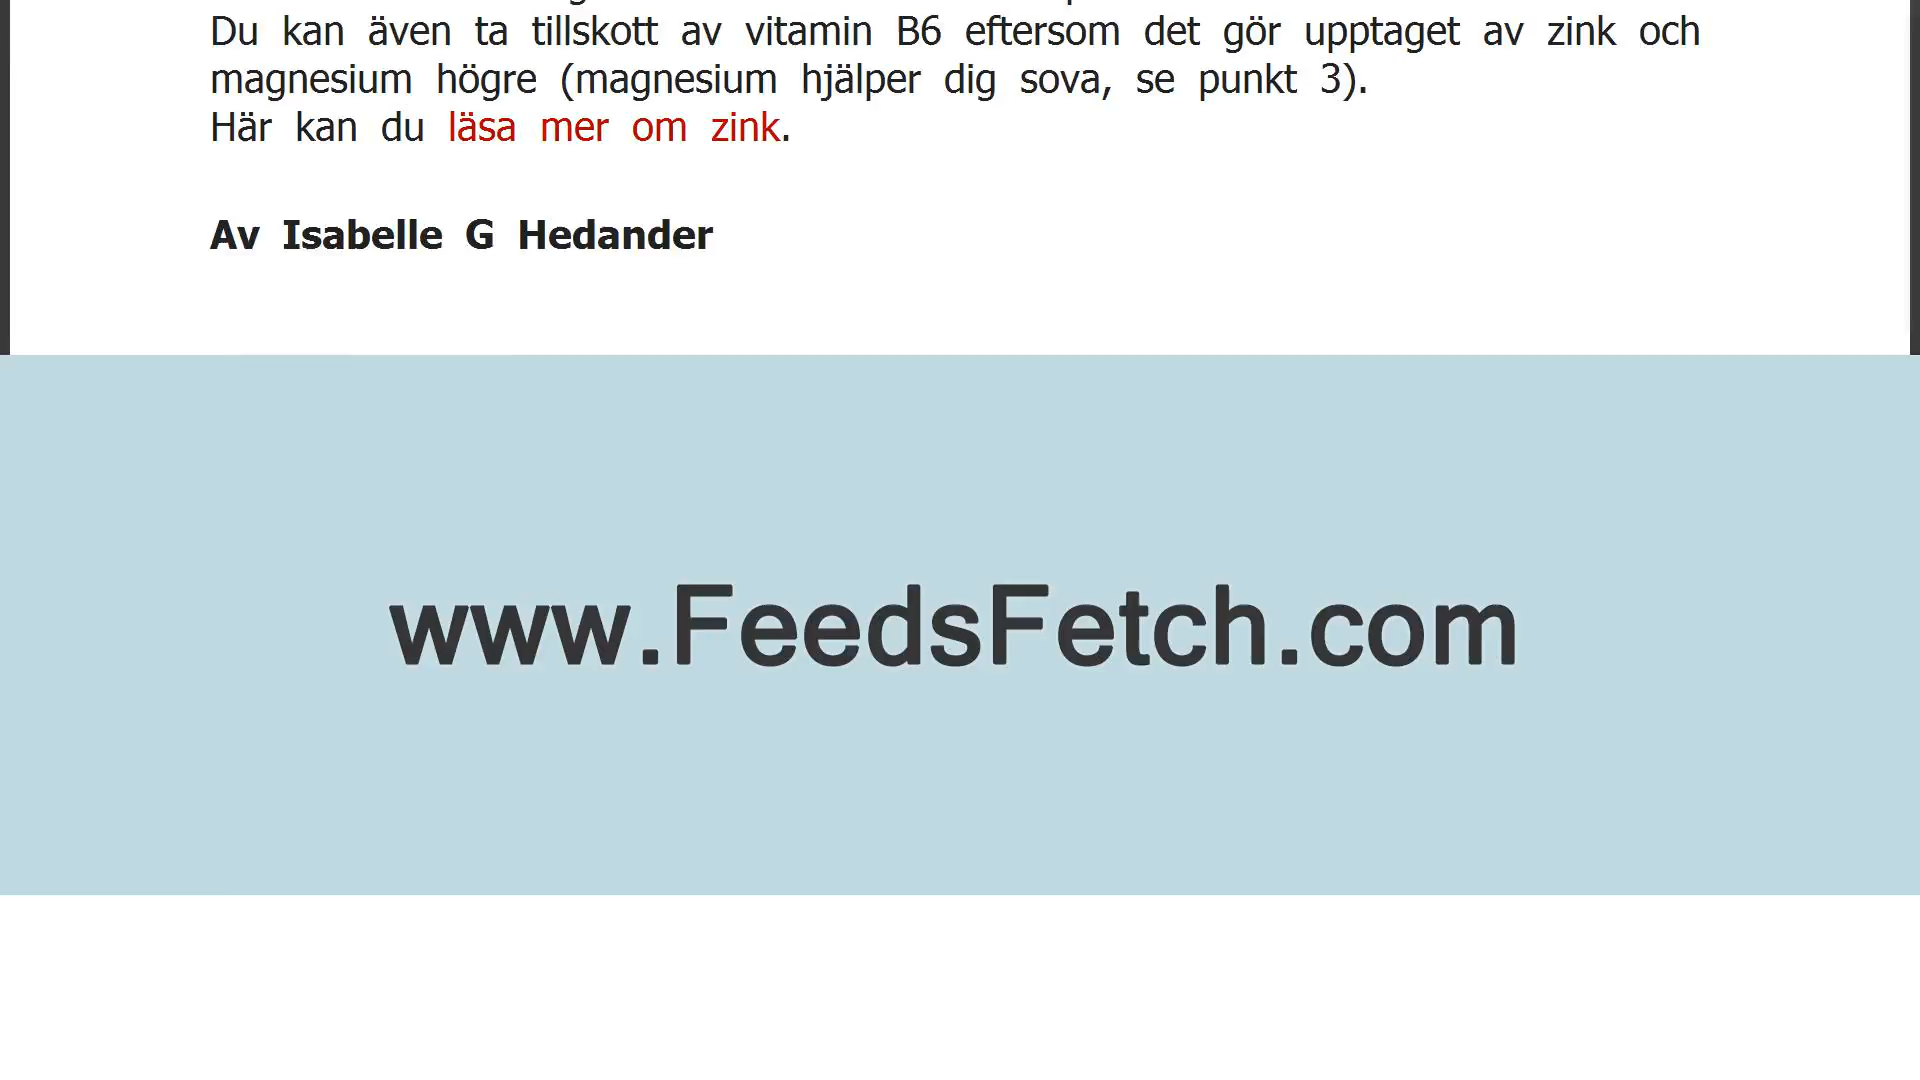 Du kan även ta tillskott av vitamin B6 eftersom det gör upptaget av zink och
magnesium högre (magnesium hjälper dig sova, se punkt 3).
Här kan du läsa mer om zink.
Av Isabelle G Hedander
www.FeedsFetch.com